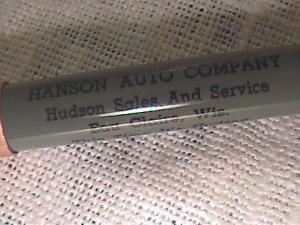 HANSON AUTO COMPANY
Hudson Sales And Service
Eau Claire, Wis.